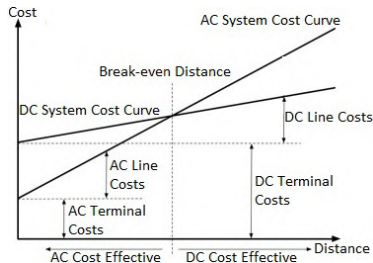 Cost
AC System Cost Curve
Break-even Distance
DC System Cost Curve
DC Line Costs
AC Line
Costs
DC Terminal
Costs
AC Terminal
Costs
Distance
AC Cost Effective
DC Cost Effective